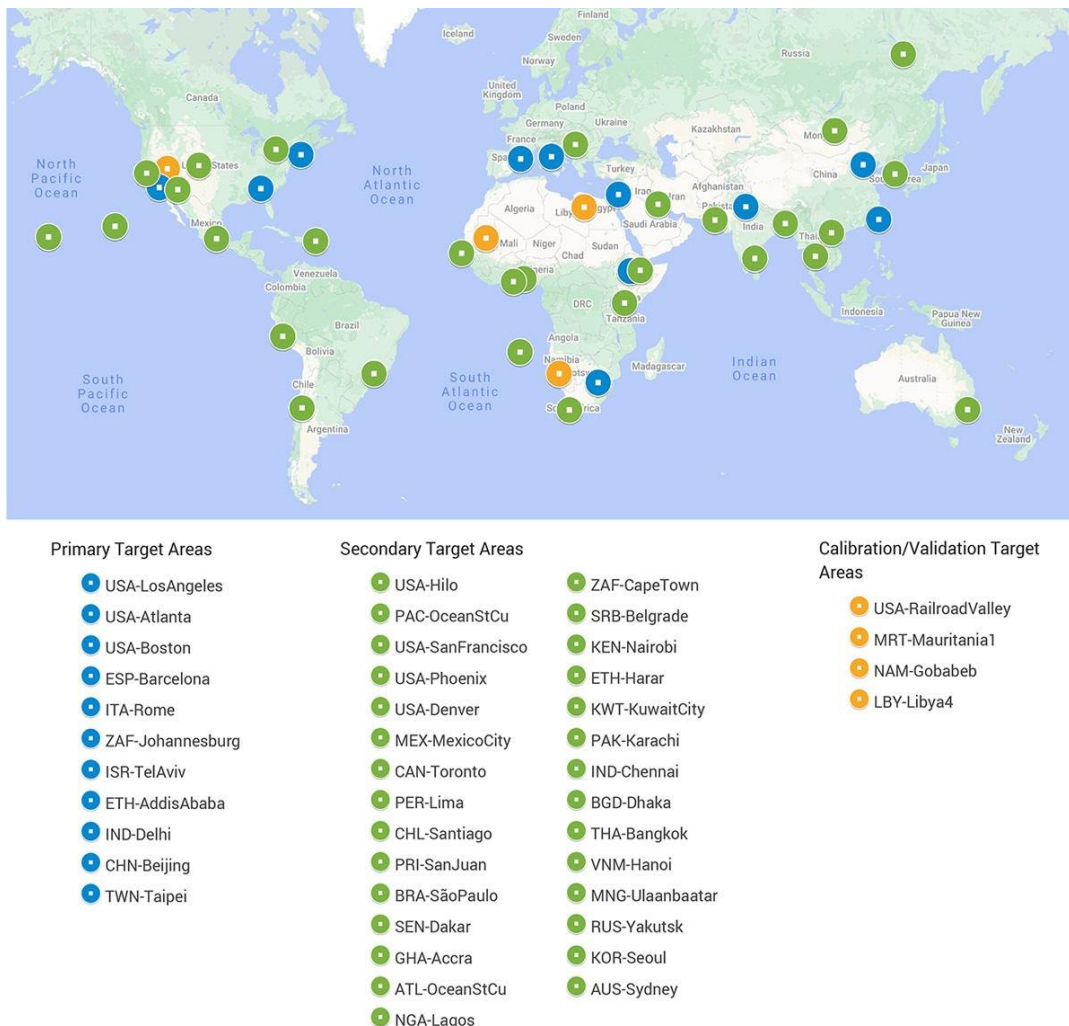 Finland
Iceland
Sweden
Russia
Norway
Canada
United
Kingdom
Poland
Germany
Ukraine
France
Kazakhstan
Mon
North
Pacific
Ocean
North
Atlantic
Ocean
Spa
Turkey
Japan
China
Afghanistan
Iraq
Iran
Algeria
Lib
Egypt
Saudi Arabia
Pakist
India
Mexico
Mali
Niger
Chad
Sudan
Thai
Venezuela
Colombia
DRC
Tanzania
Indonesia
Papua New
Guinea
Brazil
Bolivia
Angola
Namibia
Botsw
Madagascar
Indian
Ocean
South
Pacific
Ocean
Chile
South
Atlantic
Ocean
Australia
Argentina
New
Zealand
Primary Target Areas
USA-LosAngeles
USA-Atlanta
USA-Boston
ESP-Barcelona
ITA-Rome
ZAF-Johannesburg
ISR-TelAviv
ETH-AddisAbaba
IND-Delhi
CHN-Beijing
TWN-Taipei
Secondary Target Areas
USA-Hilo
PAC-OceanStCu
USA-SanFrancisco
USA-Phoenix
USA-Denver
MEX-MexicoCity
CAN-Toronto
PER-Lima
CHL-Santiago
PRI-SanJuan
BRA-SãoPaulo
SEN-Dakar
GHA-Accra
ATL-OceanStCu
NGA-Lagos
ZAF-CapeTown
SRB-Belgrade
KEN-Nairobi
ETH-Harar
KWT-KuwaitCity
PAK-Karachi
IND-Chennai
BGD-Dhaka
THA-Bangkok
VNM-Hanoi
MNG-Ulaanbaatar
RUS-Yakutsk
KOR-Seoul
AUS-Sydney
Calibration/Validation Target
Areas
USA-RailroadValley
MRT-Mauritania1
NAM-Gobabeb
LBY-Libya4